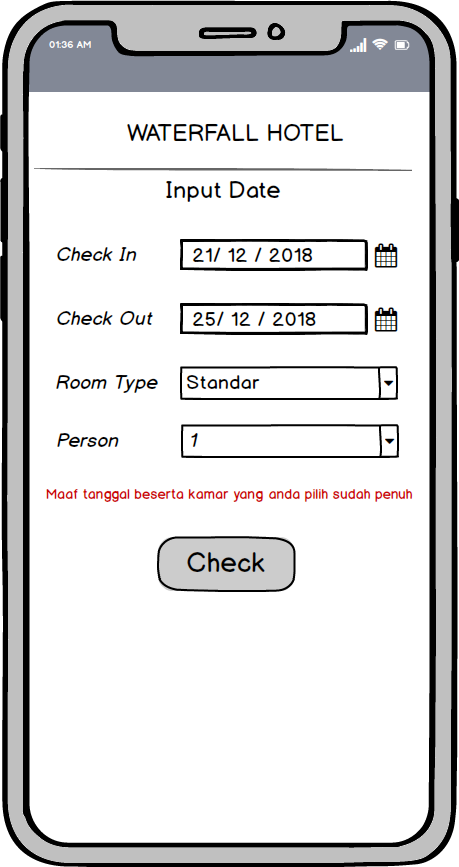 01:36 AM
WATERFALL HOTEL
Input Date
Check In 21/ 12 / 2018
Check Out 25/ 12 / 2018
Room Type Standar
Person 1
Maaf tanggal beserta kamar yang anda pilih sudah penuh
Check